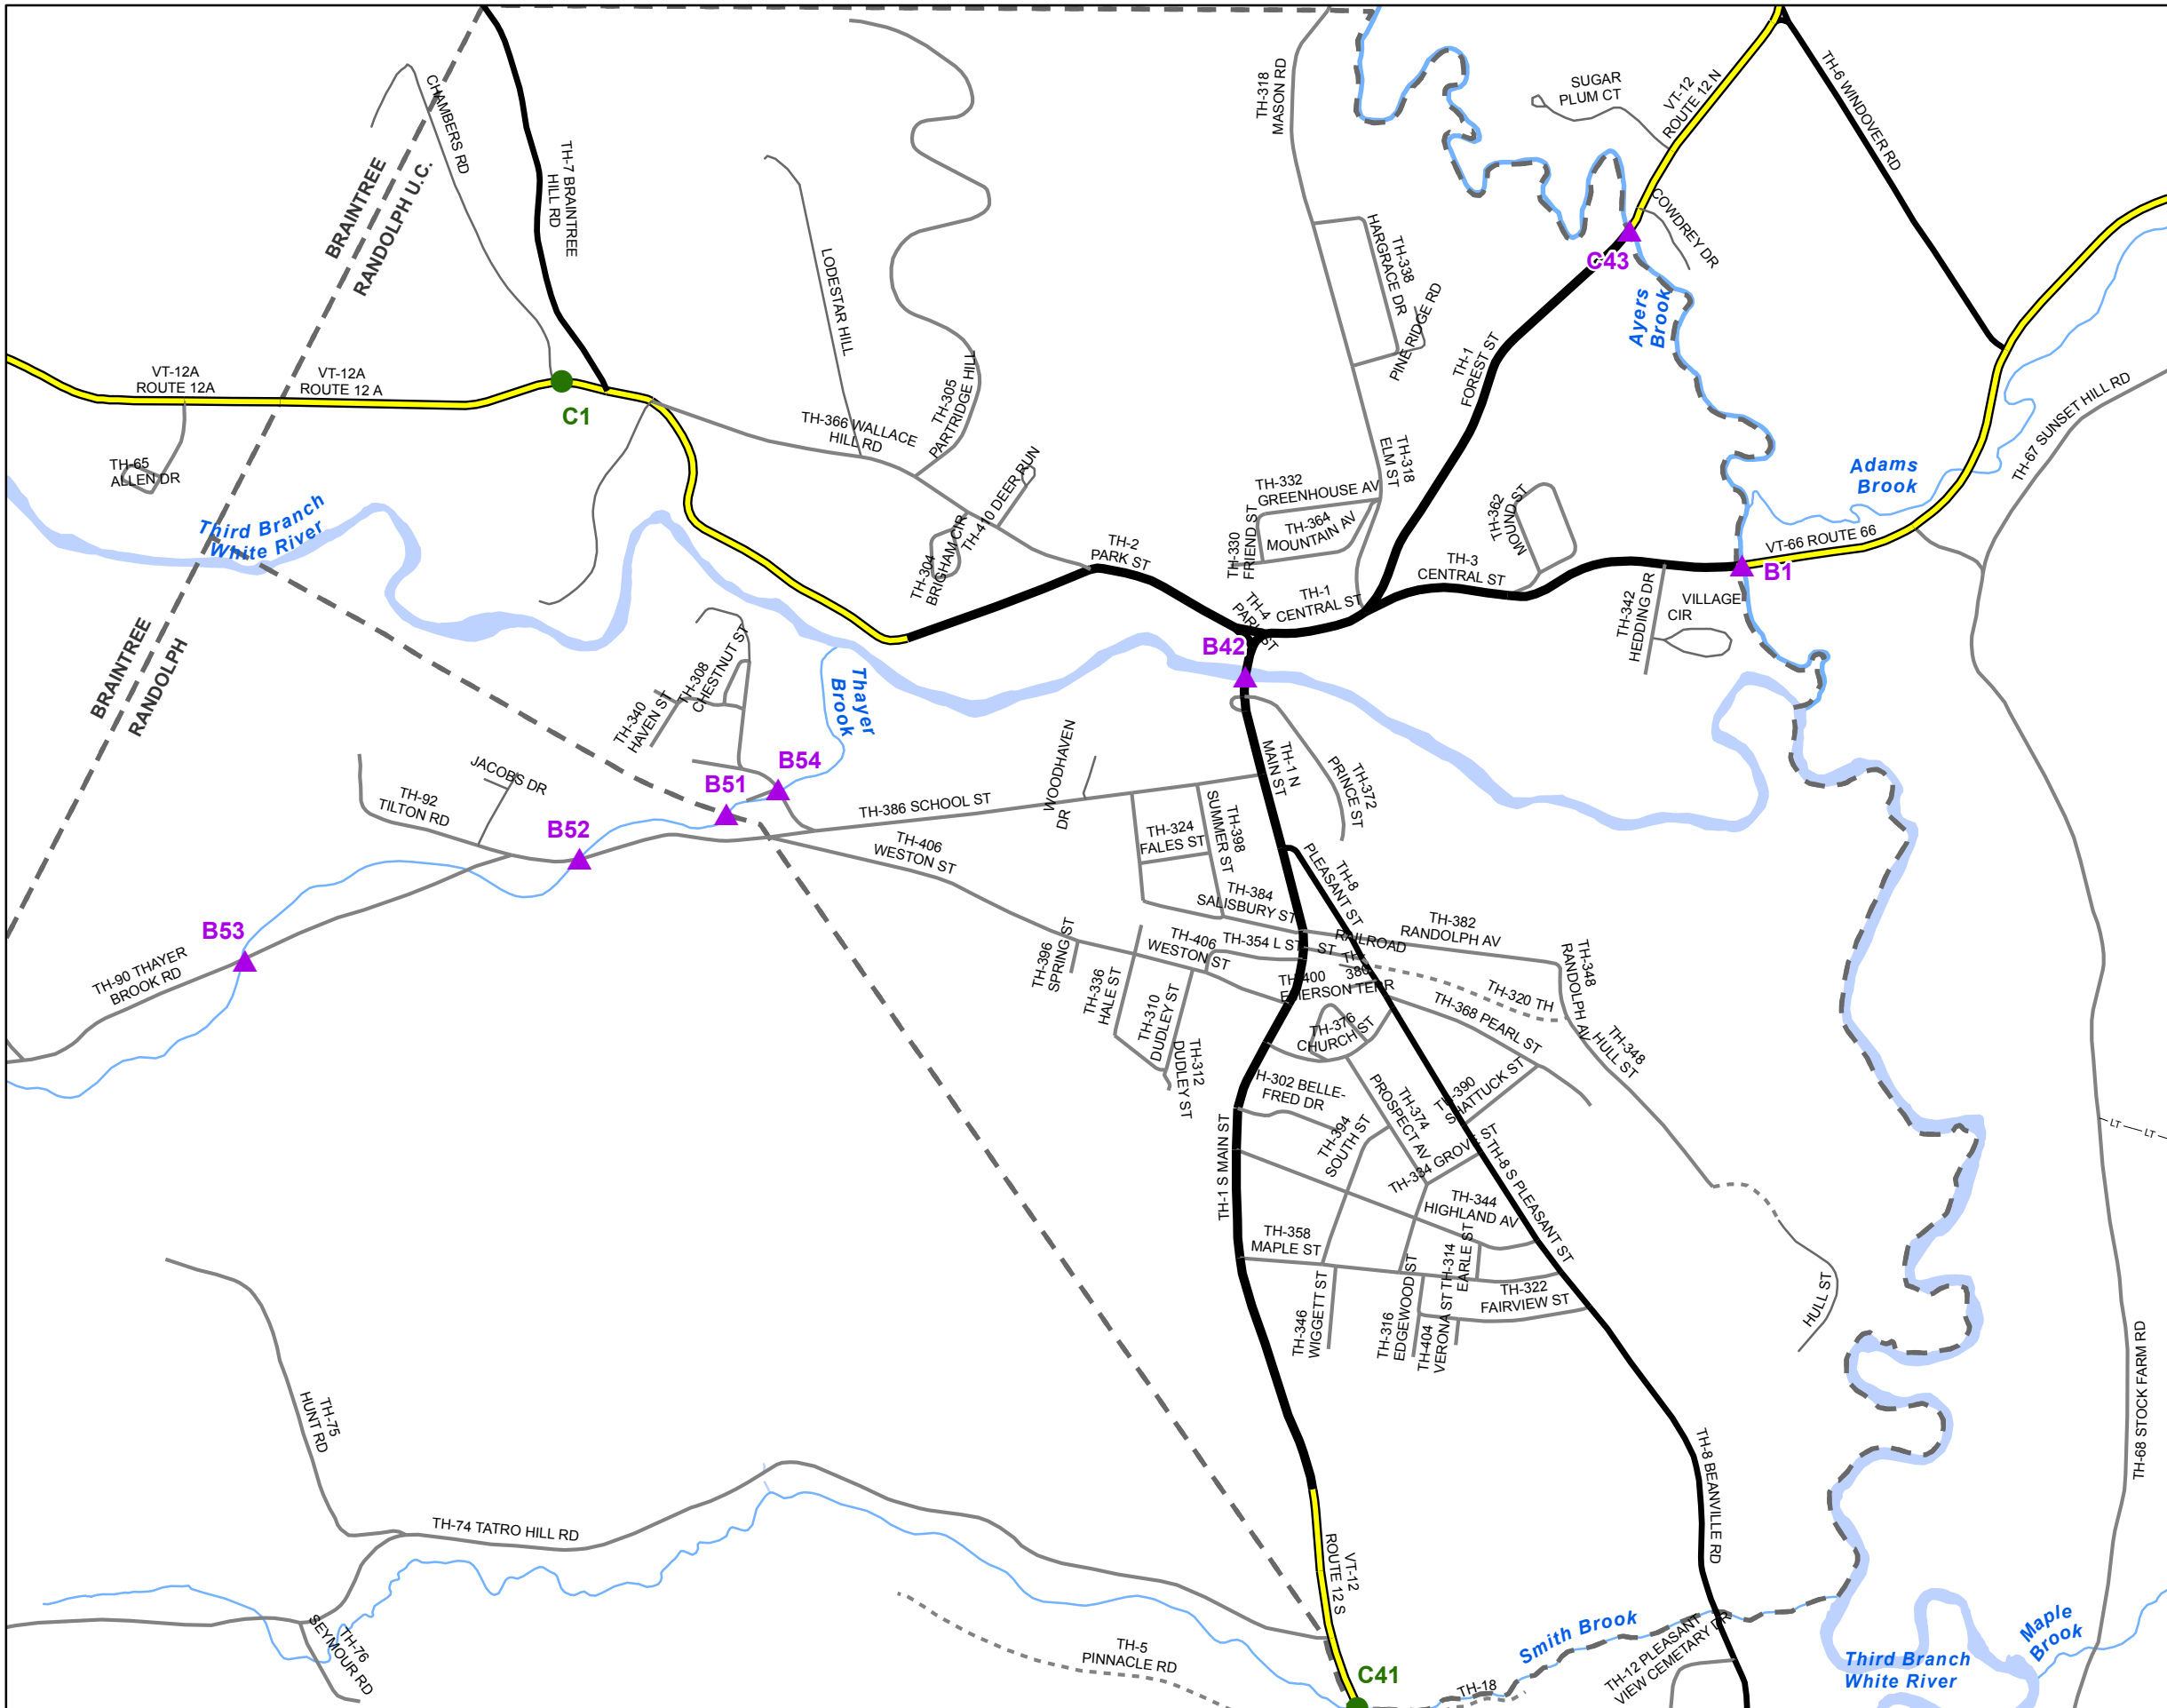 CHAMBERS RD
BRAINTREE
RANDOLPH U.C.
TH-7 BRAINTREE
HILL RD
LODESTAR HILL
TH-318
MASON RD
SUGAR
PLUM CT
VT-12
ROUTE 12 N
TH-6 WINDOVER RD
COWDREY DR
C43
Ayers
Brook
TH-338
HARGRACE DR
PINE RIDGE RD
TH-1
FOREST ST
VT-12A
ROUTE 12A
VT-12A
ROUTE 12 A
C1
TH-305
PARTRIDGE HILL
TH-366 WALLACE
HILL RD
TH-410 DEER RUN
TH-304
BRIGHAM CIR
TH-65
ALLEN DR
Third Branch
White River
TH-318
ELM ST
TH-332
GREENHOUSE AV
TH-364
MOUNTAIN AV
TH-330
FRIEND ST
TH-362
MOUND ST
Adams
Brook
TH-67 SUNSET HILL RD
VT-66 ROUTE 66
B1
TH-2
PARK ST
TH-3
CENTRAL ST
TH-1
CENTRAL ST
TH-4
PARK ST
TH-342
HEDDING DR
VILLAGE
CIR
B42
BRAINTREE
RANDOLPH
TH-308
CHESTNUT ST
TH-340
HAVEN ST
Thayer
Brook
B54
B51
B52
B53
JACOBS DR
TH-92
TILTON RD
TH-386 SCHOOL ST
WOODHAVEN
DR
TH-406
WESTON ST
TH-324
FALES ST
TH-398
SUMMER ST
TH-1 N
MAIN ST
TH-372
PRINCE ST
TH-8
PLEASANT ST
TH-384
SALISBURY ST
TH-382
RANDOLPH AV
TH-90 THAYER
BROOK RD
TH-396
SPRING ST
TH-336
HALE ST
TH-406
WESTON ST
TH-354 L ST
RAILROAD
ST
TH-
380
TH-400
EMERSON TERR
TH-320 TH
TH-348
RANDOLPH AV
TH-348
HULL ST
TH-368 PEARL ST
TH-310
DUDLEY ST
TH-312
DUDLEY ST
TH-376
CHURCH ST
H-302 BELLE-
FRED DR
TH-374
PROSPECT AV
TH-390
SHATTUCK ST
TH-394
SOUTH ST
TH-334 GROVE ST
TH-8 S PLEASANT ST
TH-1 S MAIN ST
TH-344
HIGHLAND AV
TH-358
MAPLE ST
TH-314
EARLE ST
TH-322
FAIRVIEW ST
TH-346
WIGGETT ST
TH-316
EDGEWOOD ST
TH-404
VERONA ST
LT
LT
HULL ST
TH-68 STOCK FARM RD
TH-75
HUNT RD
TH-74 TATRO HILL RD
TH-76
SEYMOUR RD
TH-8 BEANVILLE RD
VT-12
ROUTE 12 S
TH-5
PINNACLE RD
C41
TH-18
Smith Brook
TH-12 PLEASANT
VIEW CEMETARY DR
Third Branch
White River
Maple
Brook